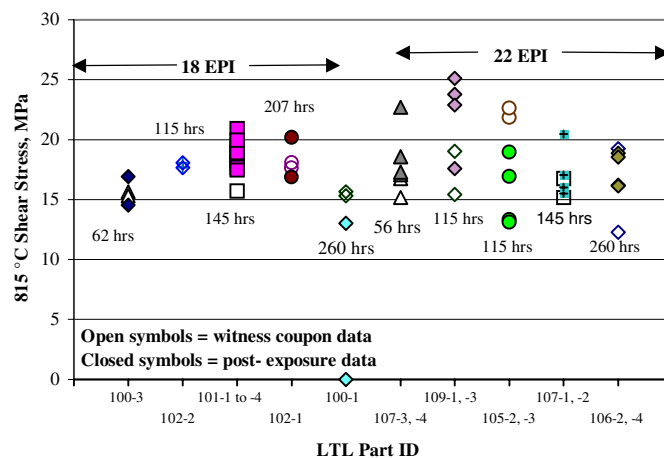 30
25
20
15
10
5
0
815 °C Shear Stress, MPa
18 EPI
22 EPI
207 hrs
115 hrs
62 hrs
145 hrs
260 hrs
56 hrs
115 hrs
115 hrs
145 hrs
260 hrs
Open symbols = witness coupon data
Closed symbols = post- exposure data
100-3
101-1 to -4
100-1
109-1, -3
107-1, -2
102-2
102-1
107-3, -4
105-2, -3
106-2, -4
LTL Part ID